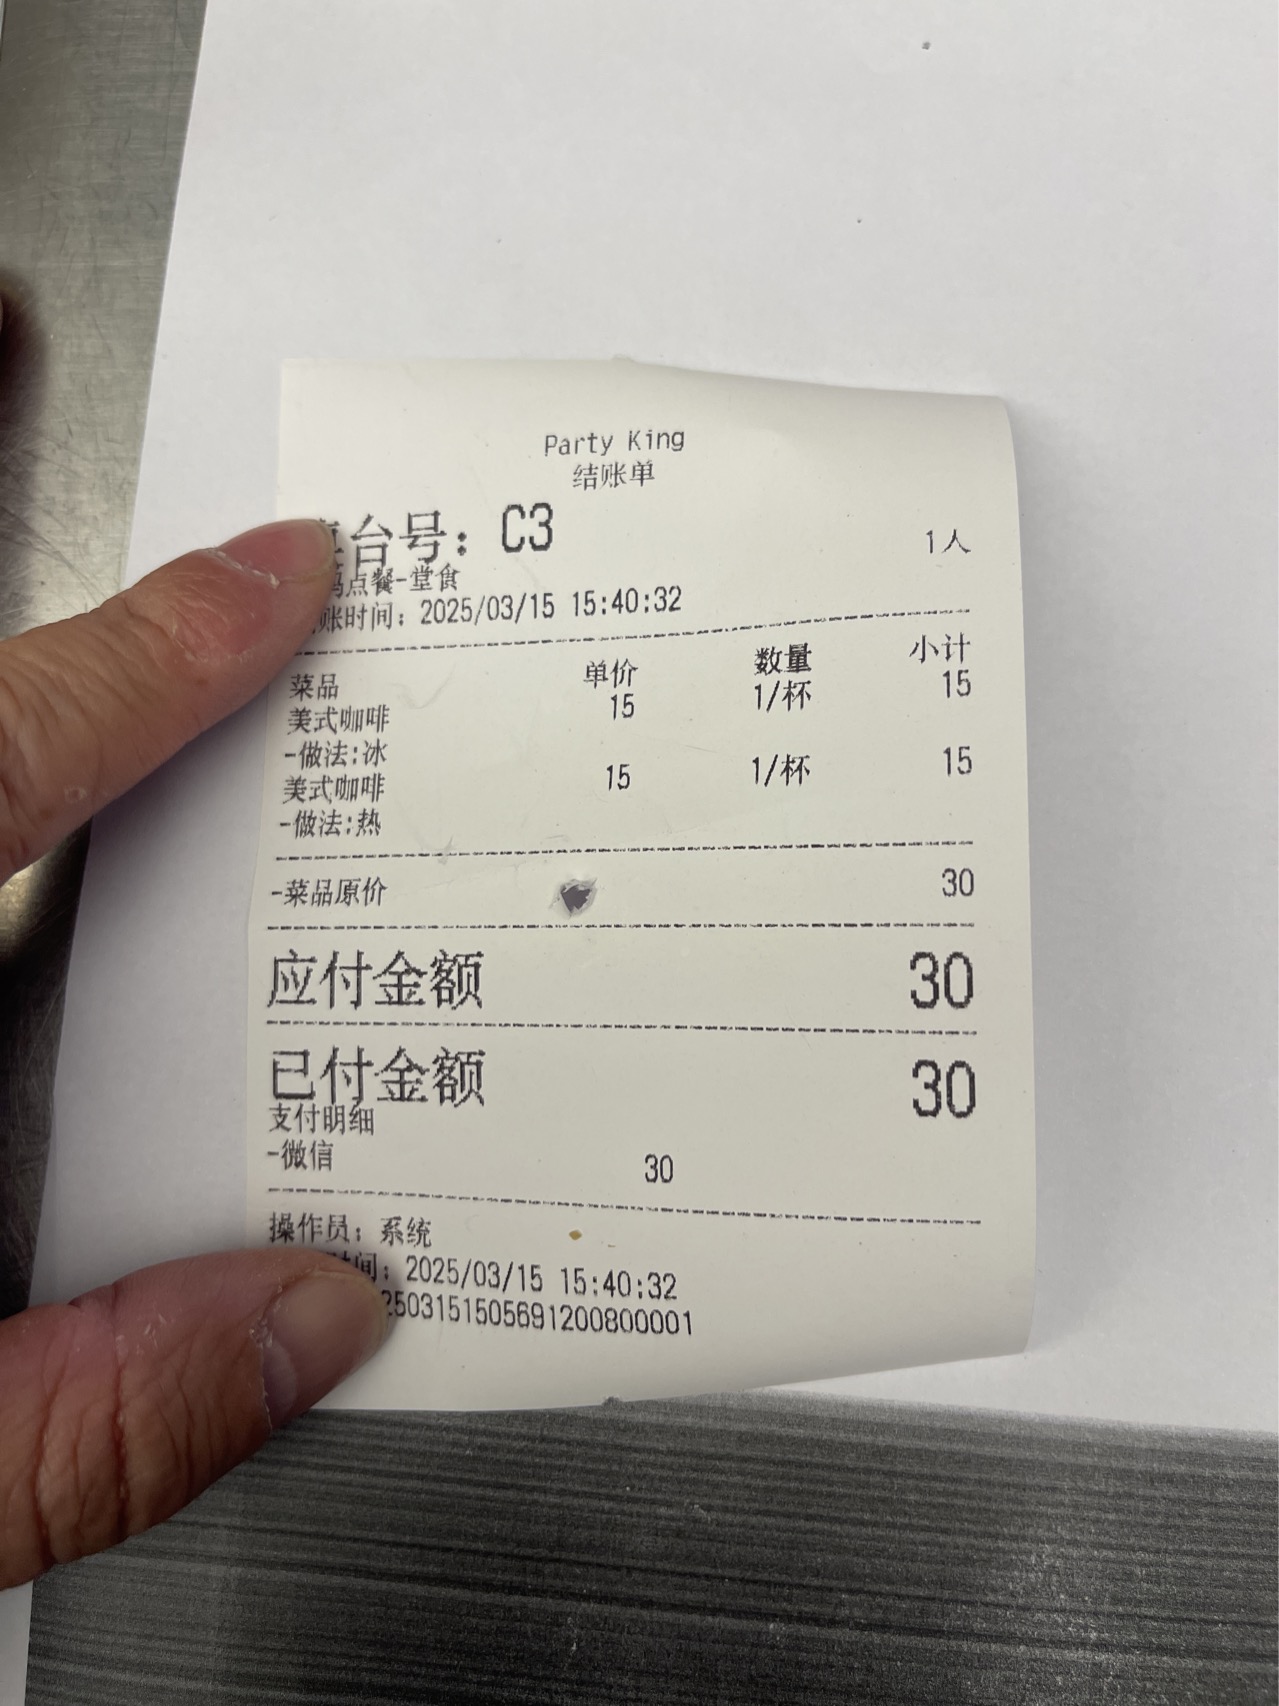 Party King
结账单
台号：C3 1人
点餐-堂食
账时间：2025/03/15 15:40:32
菜品 单价 数量 小计
美式咖啡 15 1/杯 15
-做法:冰
美式咖啡 15 1/杯 15
-做法:热
-菜品原价 30
应付金额 30
已付金额 30
支付明细
-微信 30
操作员：系统
时间：2025/03/15 15:40:32
2503151505691200800001